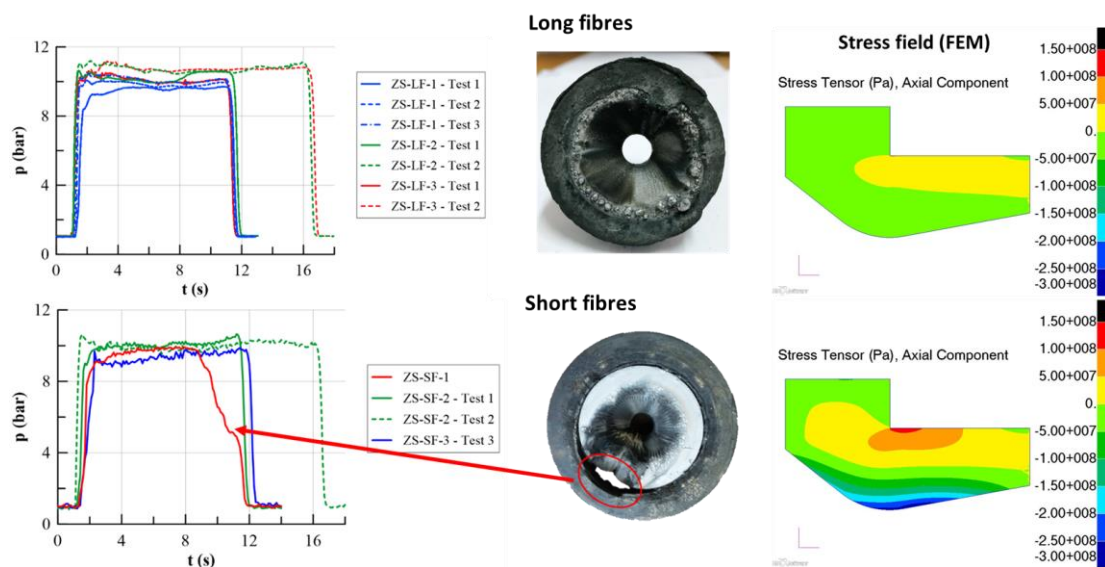 Long fibres
Stress field (FEM)
12
8
4
0
p (bar)
0
4
8
12
16
t (s)
ZS-LF-1 - Test 1
ZS-LF-1 - Test 2
ZS-LF-1 - Test 3
ZS-LF-2 - Test 1
ZS-LF-2 - Test 2
ZS-LF-3 - Test 1
ZS-LF-3 - Test 2
Stress Tensor (Pa), Axial Component
1.50+008
1.00+008
5.00+007
0.
-5.00+007
-1.00+008
-1.50+008
-2.00+008
-2.50+008
-3.00+008
Short fibres
12
8
4
0
p (bar)
0
4
8
12
16
t (s)
ZS-SF-1
ZS-SF-2 - Test 1
ZS-SF-2 - Test 2
ZS-SF-3 - Test 3
Stress Tensor (Pa), Axial Component
1.50+008
1.00+008
5.00+007
0.
-5.00+007
-1.00+008
-1.50+008
-2.00+008
-2.50+008
-3.00+008